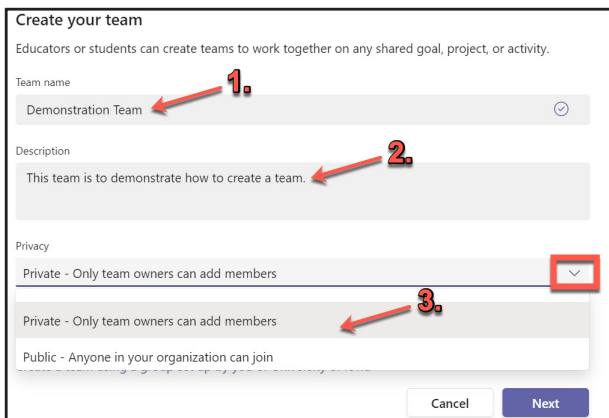 Create your team
Educators or students can create teams to work together on any shared goal, project, or activity.
1.
Team name
Demonstration Team
2.
Description
This team is to demonstrate how to create a team.
Privacy
Private - Only team owners can add members
3.
Private - Only team owners can add members
Public - Anyone in your organization can join
Cancel
Next